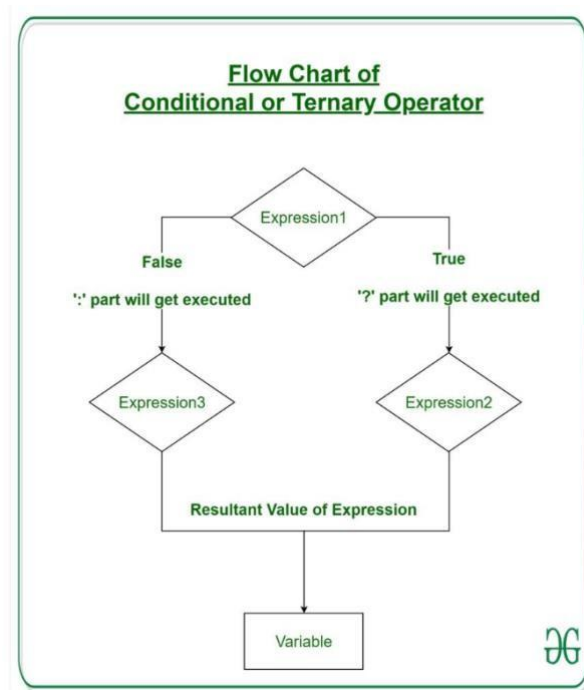 Flow Chart of
Conditional or Ternary Operator
Expression1
False
True
':' part will get executed
'?' part will get executed
Expression3
Expression2
Resultant Value of Expression
Variable